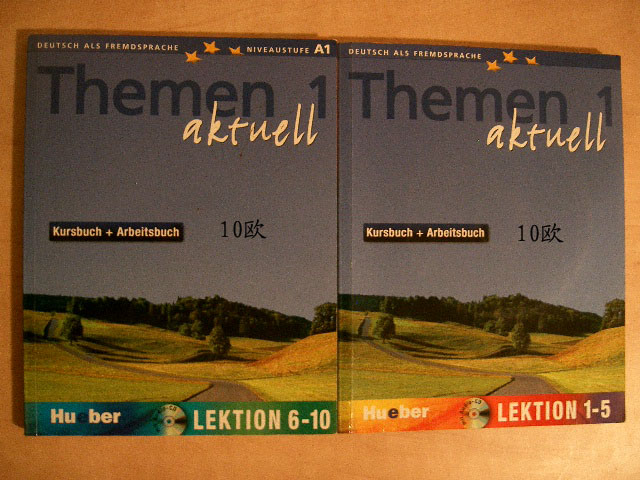 DEUTSCH ALS FREMDSPRACHE NIVEAUSTUFE A1
Themen 1
aktuell
Kursbuch + Arbeitsbuch
10欧
Hueber
LEKTION 6-10
DEUTSCH ALS FREMDSPRACHE
Themen 1
aktuell
Kursbuch + Arbeitsbuch
10欧
Hueber
LEKTION 1-5